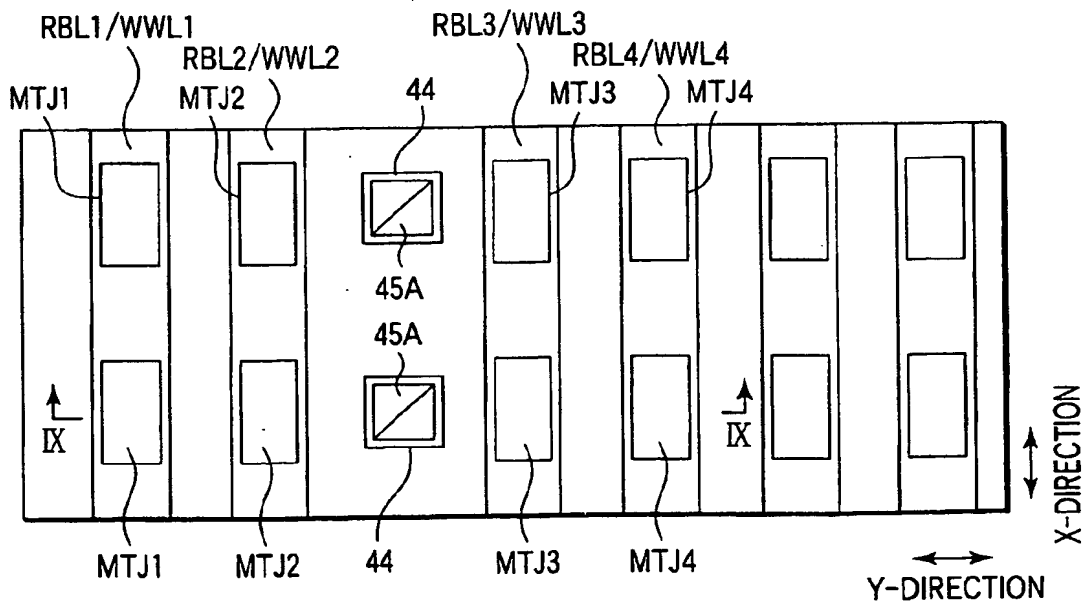 RBL1/WWL1
RBL2/WWL2
RBL3/WWL3
RBL4/WWL4
MTJ1
MTJ2
44
MTJ3
MTJ4
45A
45A
IX
IX
X-DIRECTION
MTJ1
MTJ2
44
MTJ3
MTJ4
Y-DIRECTION